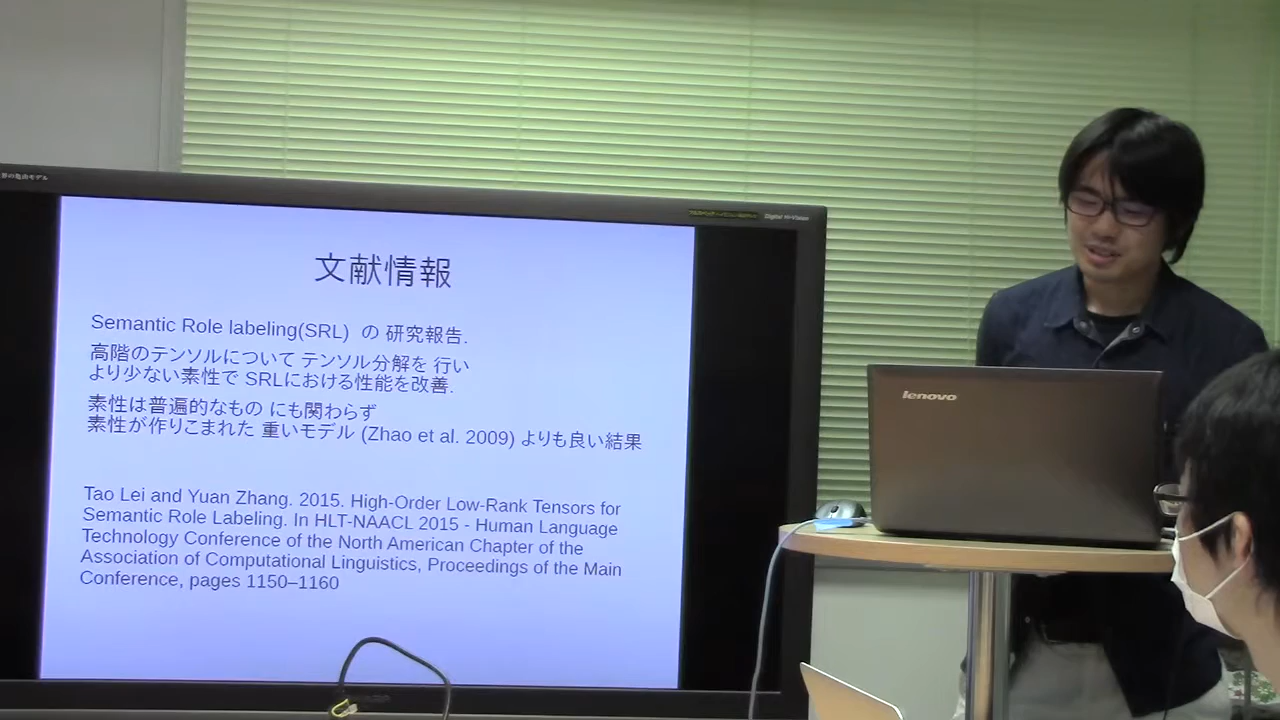 Digital Hi-Vision
文献情報
Semantic Role labeling(SRL) の 研究報告.
高階のテンソルについて テンソル分解を 行い
より少ない素性で SRLにおける性能を改善.
素性は普遍的なもの にも関わらず
素性が作りこまれた 重いモデル (Zhao et al. 2009) よりも良い結果
Tao Lei and Yuan Zhang. 2015. High-Order Low-Rank Tensors for
Semantic Role Labeling. In HLT-NAACL 2015 - Human Language
Technology Conference of the North American Chapter of the
Association of Computational Linguistics, Proceedings of the Main
Conference, pages 1150–1160
lenovo